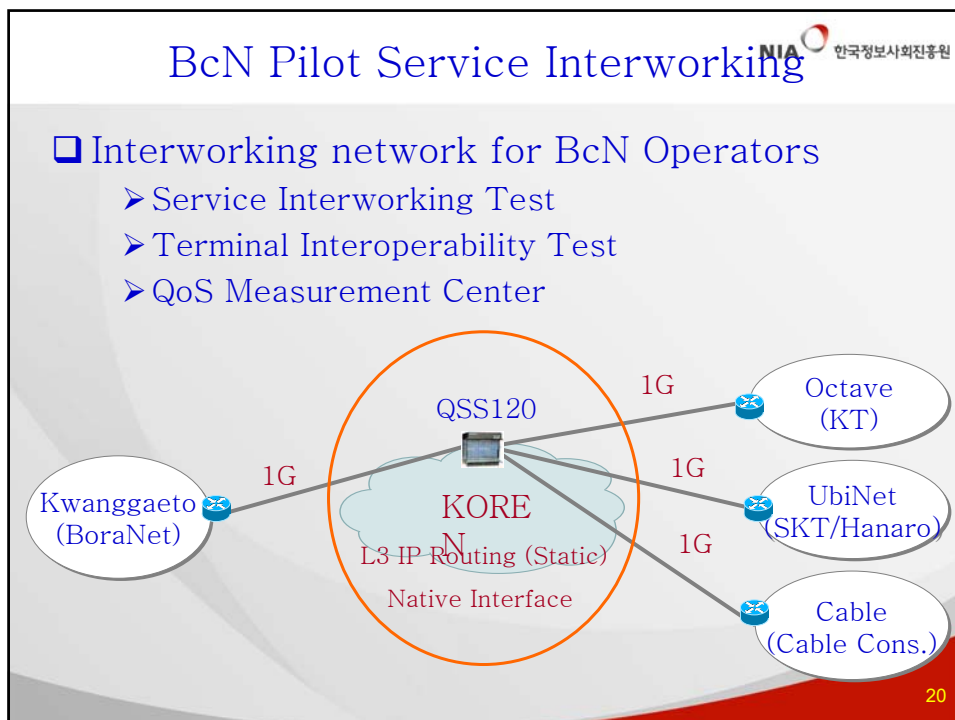 BcN Pilot Service Interworking
NIA 한국정보사회진흥원
Interworking network for BcN Operators
Service Interworking Test
Terminal Interoperability Test
QoS Measurement Center
1G
Octave
(KT)
QSS120
1G
1G
Kwanggaeto
(BoraNet)
UbiNet
(SKT/Hanaro)
KORE
N
1G
L3 IP Routing (Static)
Native Interface
Cable
(Cable Cons.)
20